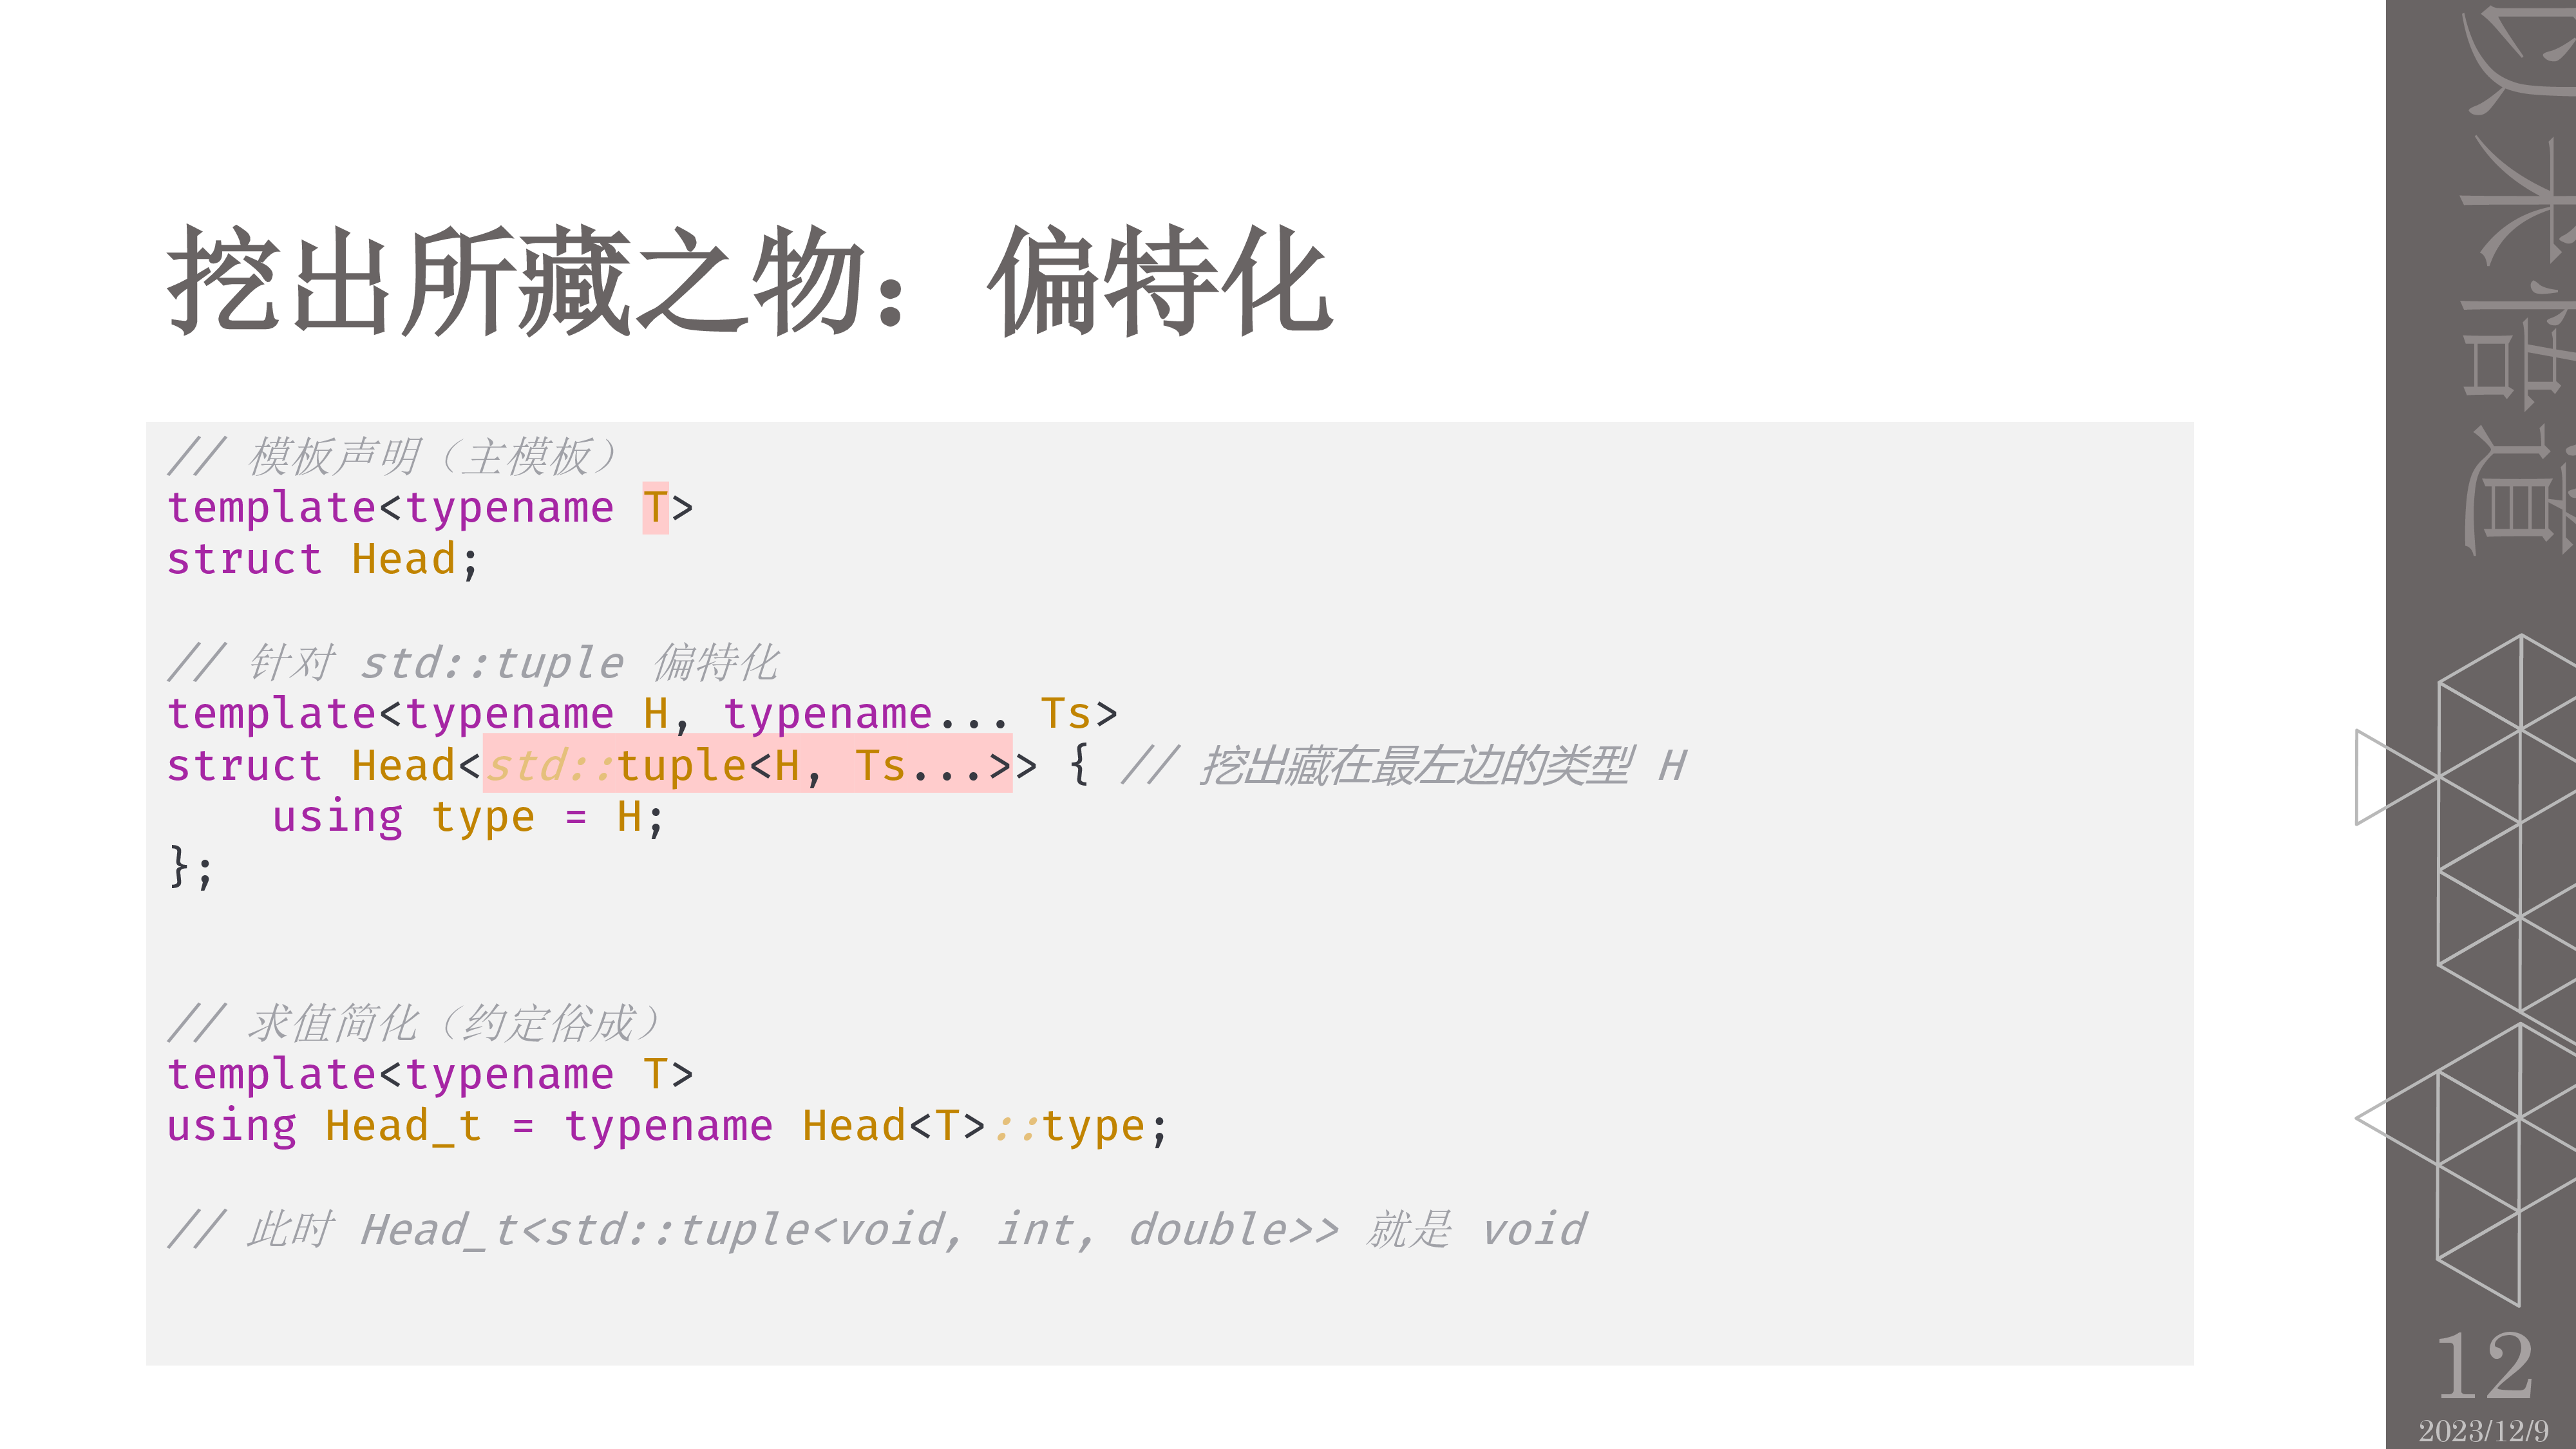 挖出所藏之物：偏特化
// 模板声明（主模板）
template<typename T>
struct Head;
// 针对 std::tuple 偏特化
template<typename H, typename... Ts>
struct Head<std::tuple<H, Ts...>> { // 挖出藏在最左边的类型 H
    using type = H;
};
// 求值简化（约定俗成）
template<typename T>
using Head_t = typename Head<T>::type;
// 此时 Head_t<std::tuple<void, int, double>> 就是 void
以术悟道
12
2023/12/9